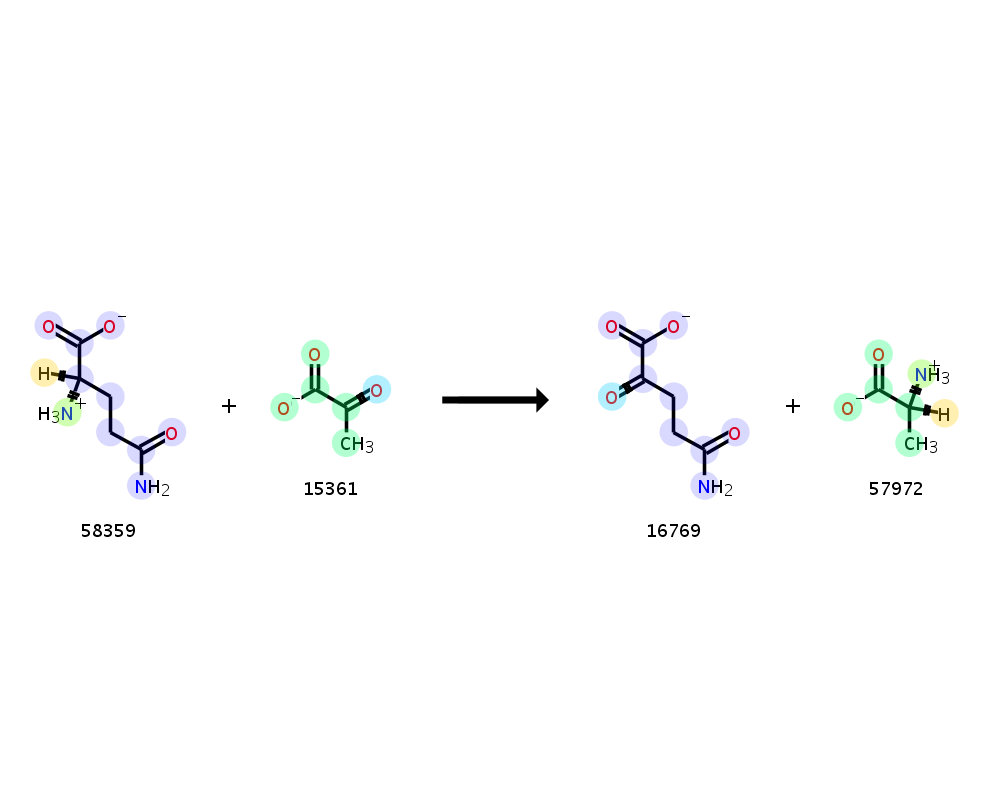 O O⁻ O O⁻
O O
H NH₃⁺
O O
H₃N⁺ + O⁻ → + O⁻ H
O CH₃ O CH₃
NH₂ 15361 NH₂ 57972
58359 16769